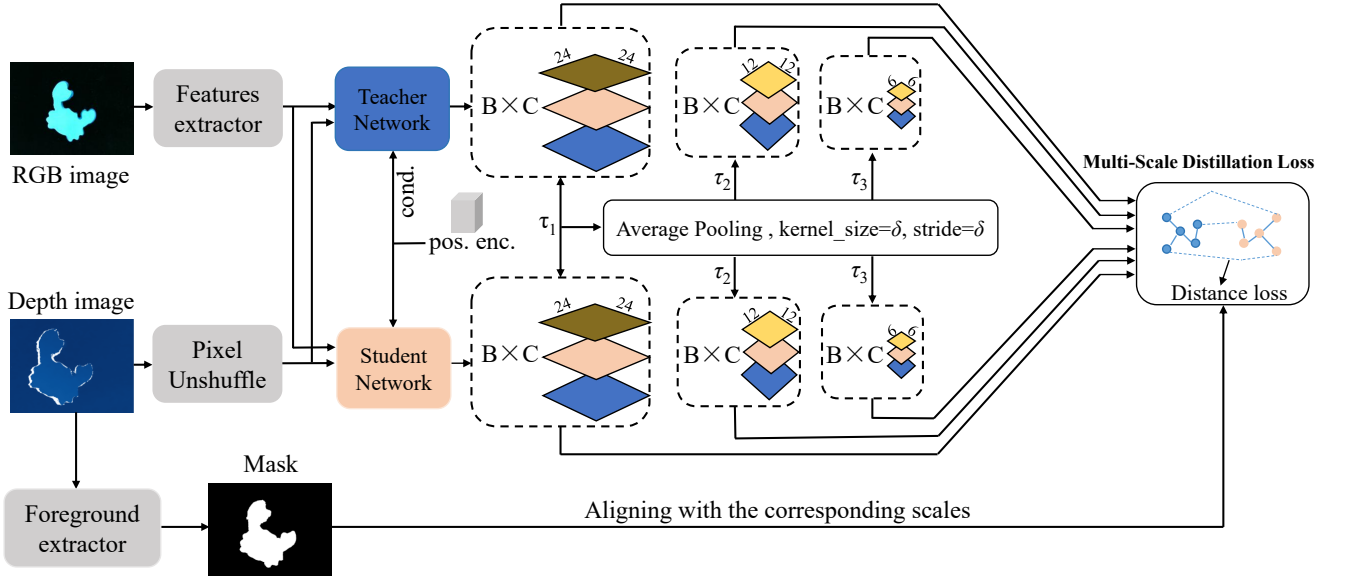 RGB image
Features
extractor
Teacher
Network
cond.
pos. enc.
B×C
24 24
B×C
12 12
B×C
6 6
τ1
τ2
τ3
Average Pooling , kernel_size=δ, stride=δ
τ2
τ3
Multi-Scale Distillation Loss
Distance loss
Depth image
Pixel
Unshuffle
Student
Network
B×C
24 24
B×C
12 12
B×C
6 6
Foreground
extractor
Mask
Aligning with the corresponding scales